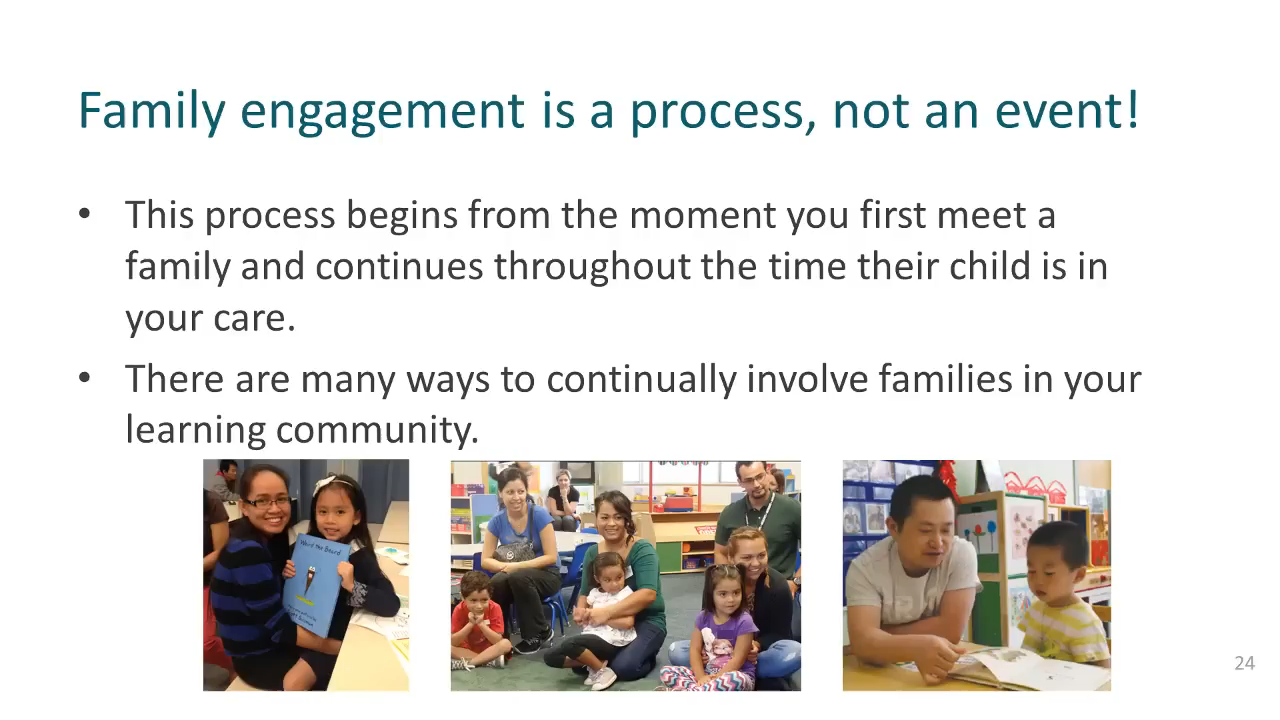 Family engagement is a process, not an event!
• This process begins from the moment you first meet a
family and continues throughout the time their child is in
your care.
• There are many ways to continually involve families in your
learning community.
24